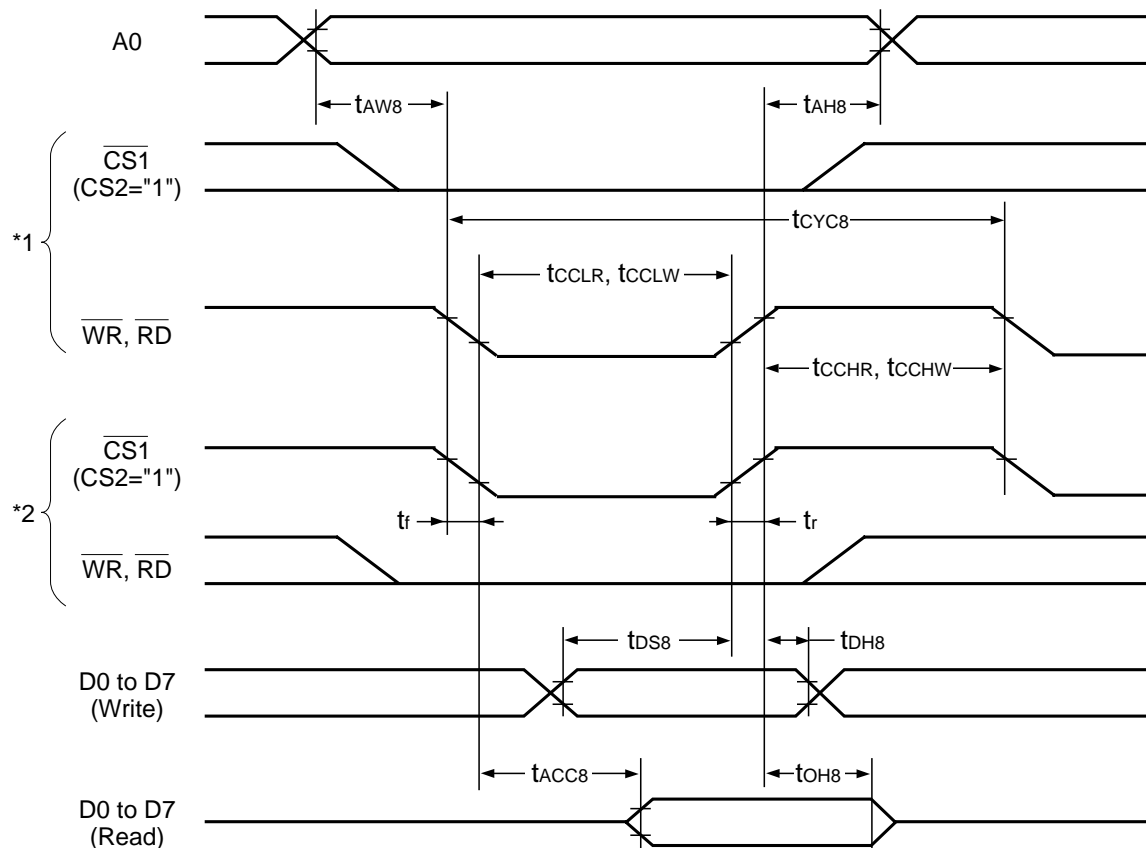 A0
tAW8
tAH8
CS1
(CS2="1")
tCYC8
*1
tCCLR, tCCLW
WR, RD
tCCHR, tCCHW
CS1
(CS2="1")
*2
tf
tr
WR, RD
tDS8
tDH8
D0 to D7
(Write)
tACC8
tOH8
D0 to D7
(Read)